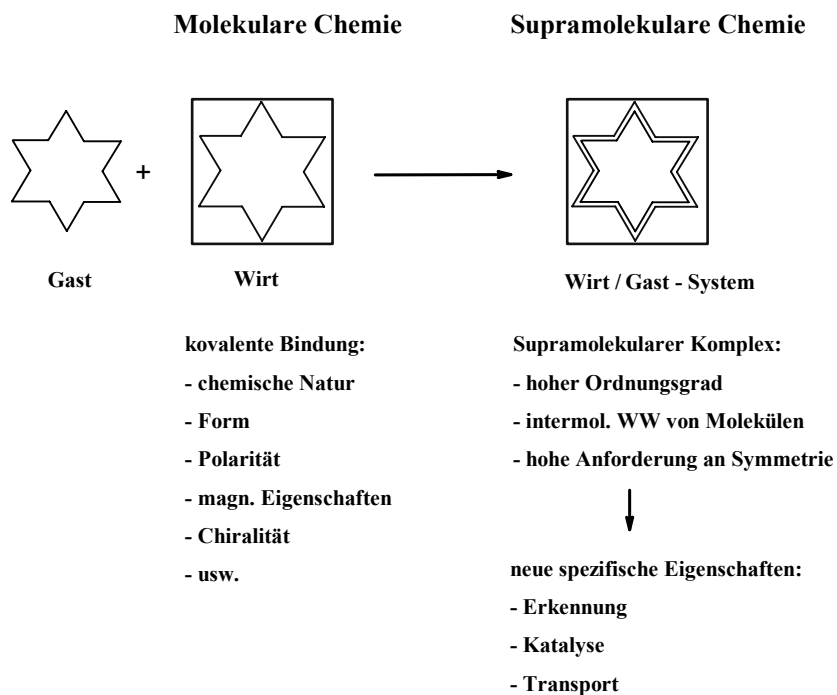 Molekulare Chemie
Supramolekulare Chemie
+
Gast
Wirt
Wirt / Gast - System
kovalente Bindung:
- chemische Natur
- Form
- Polarität
- magn. Eigenschaften
- Chiralität
- usw.
Supramolekularer Komplex:
- hoher Ordnungsgrad
- intermol. WW von Molekülen
- hohe Anforderung an Symmetrie
neue spezifische Eigenschaften:
- Erkennung
- Katalyse
- Transport